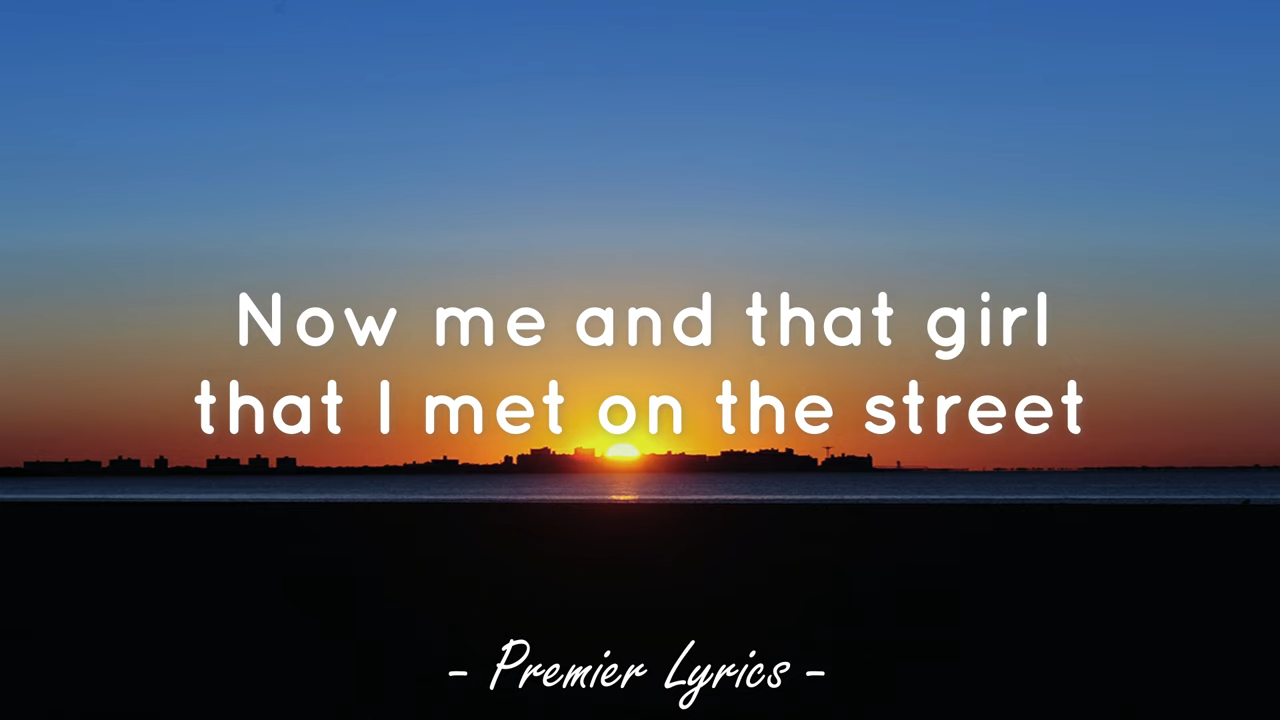 Now me and that girl
that I met on the street
- Premier Lyrics -